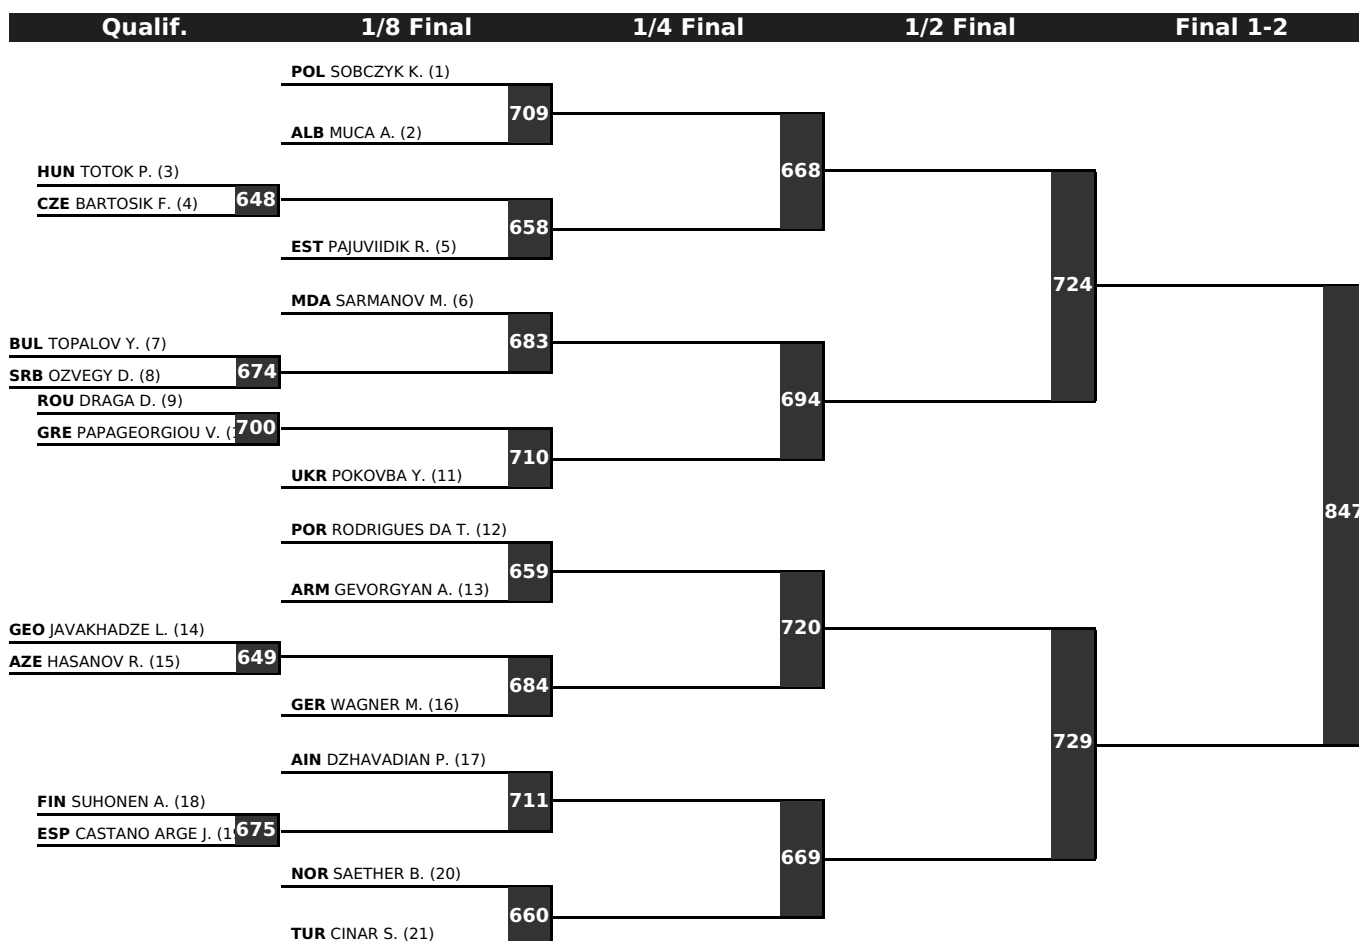 Qualif. 1/8 Final 1/4 Final 1/2 Final Final 1-2
POL SOBCZYK K. (1)
709
ALB MUCA A. (2)
HUN TOTOK P. (3)
668
CZE BARTOSIK F. (4) 648
658
EST PAJUVIIDIK R. (5)
724
MDA SARMANOV M. (6)
683
BUL TOPALOV Y. (7)
SRB OZVEGY D. (8) 674
694
ROU DRAGA D. (9)
GRE PAPAGEORGIOU V. 700
710
UKR POKOVBA Y. (11)
847
POR RODRIGUES DA T. (12)
659
ARM GEVORGYAN A. (13)
GEO JAVAKHADZE L. (14)
720
AZE HASANOV R. (15) 649
684
GER WAGNER M. (16)
729
AIN DZHAVADIAN P. (17)
711
FIN SUHONEN A. (18)
ESP CASTANO ARGE J. 675
669
NOR SAETHER B. (20)
660
TUR CINAR S. (21)